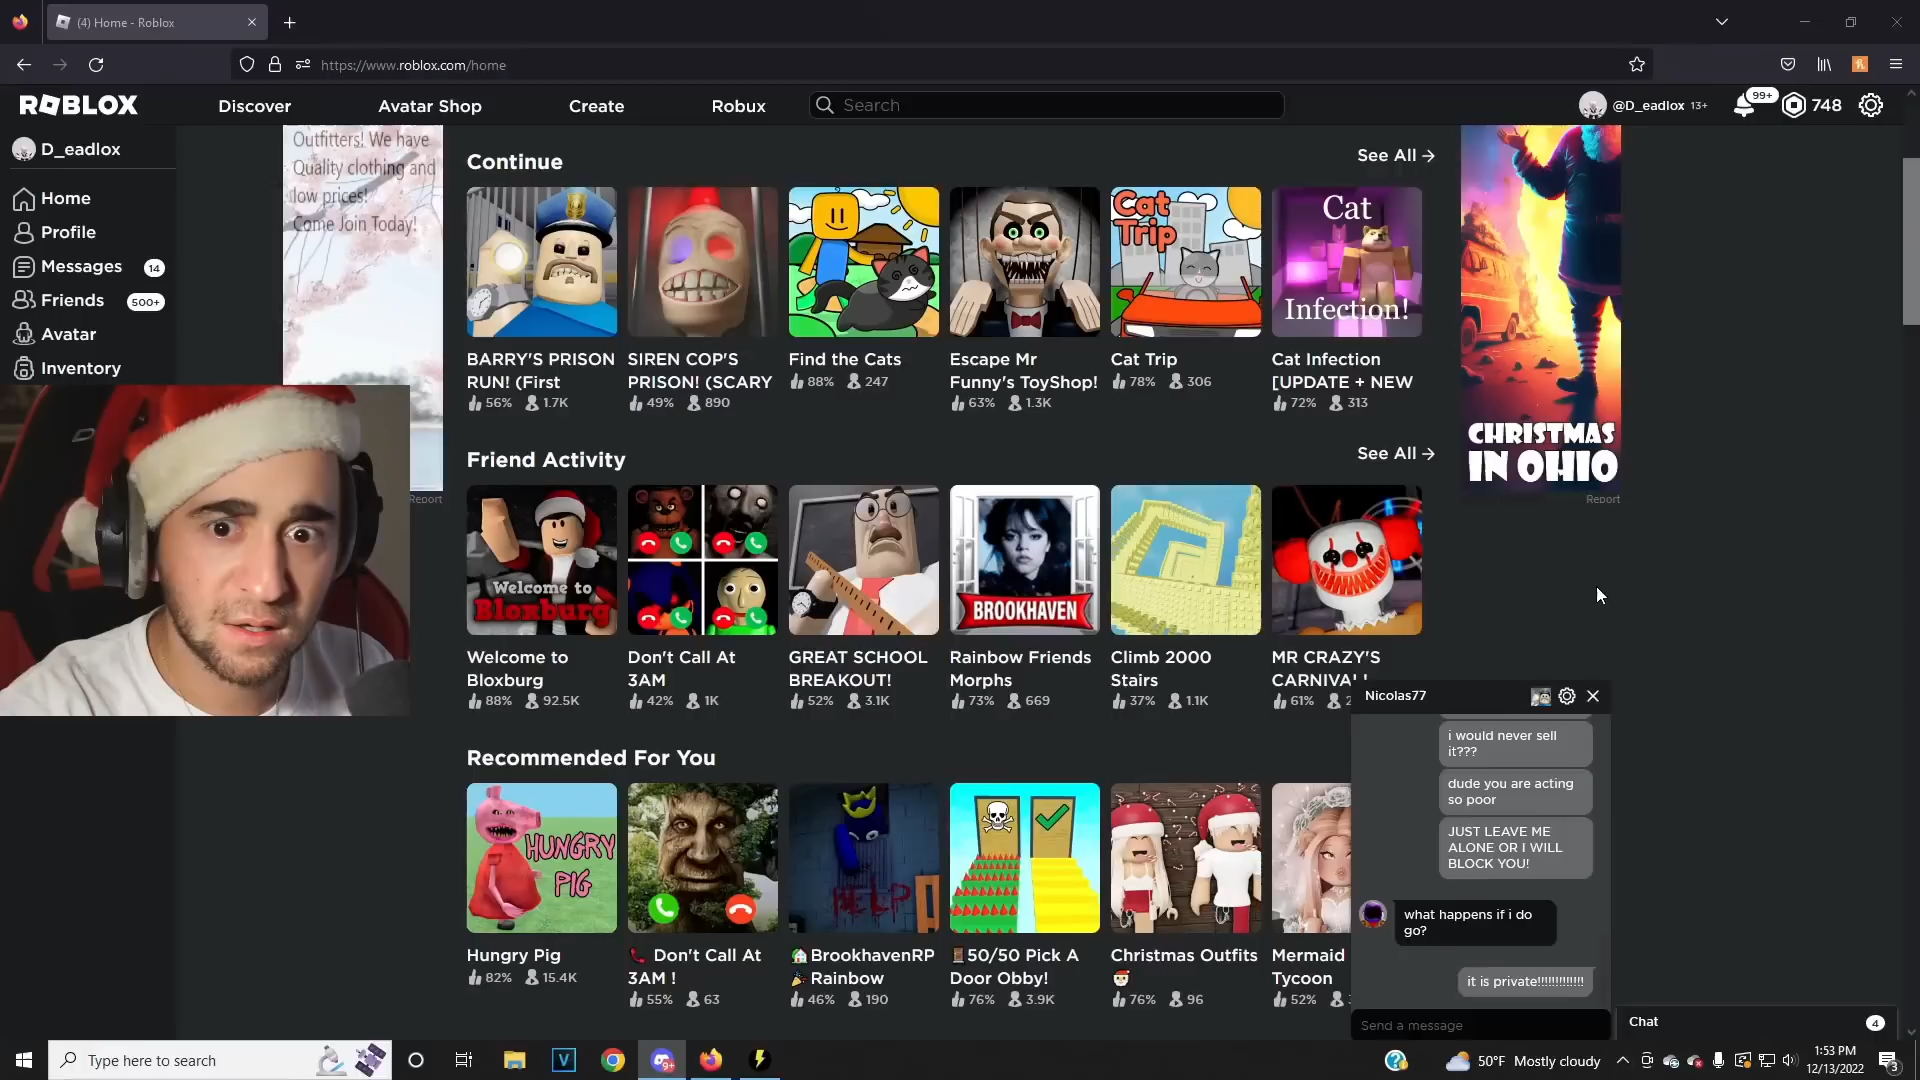 (4) Home - Roblox
https://www.roblox.com/home
ROBLOX
Discover
Avatar Shop
Create
Robux
Search
@D_eadlox 13+
99+
748
D_eadlox
Home
Profile
Messages 14
Friends 500+
Avatar
Inventory
Outfitters! We have
Quality clothing and
low prices!
Come Join Today!
Report
Continue
See All →
Cat
Trip
Cat
Infection!
BARRY'S PRISON
RUN! (First
56% 1.7K
SIREN COP'S
PRISON! (SCARY
49% 890
Find the Cats
88% 247
Escape Mr
Funny's ToyShop!
63% 1.3K
Cat Trip
78% 306
Cat Infection
[UPDATE + NEW
72% 313
CHRISTMAS
IN OHIO
Report
Friend Activity
See All →
Welcome to
Bloxburg
BROOKHAVEN
Welcome to
Bloxburg
88% 92.5K
Don't Call At
3AM
42% 1K
GREAT SCHOOL
BREAKOUT!
52% 3.1K
Rainbow Friends
Morphs
73% 669
Climb 2000
Stairs
37% 1.1K
MR CRAZY'S
CARNIVAL!
61% 2
Recommended For You
HUNGRY
PIG
HELP
Hungry Pig
82% 15.4K
Don't Call At
3AM !
55% 63
BrookhavenRP
Rainbow
46% 190
50/50 Pick A
Door Obby!
76% 3.9K
Christmas Outfits
76% 96
Mermaid
Tycoon
52%
Nicolas77
i would never sell
it???
dude you are acting
so poor
JUST LEAVE ME
ALONE OR I WILL
BLOCK YOU!
what happens if i do
go?
it is private!!!!!!!!!!!!!
Send a message
Chat 4
Type here to search
9+
V
50°F Mostly cloudy
1:53 PM
12/13/2022
3